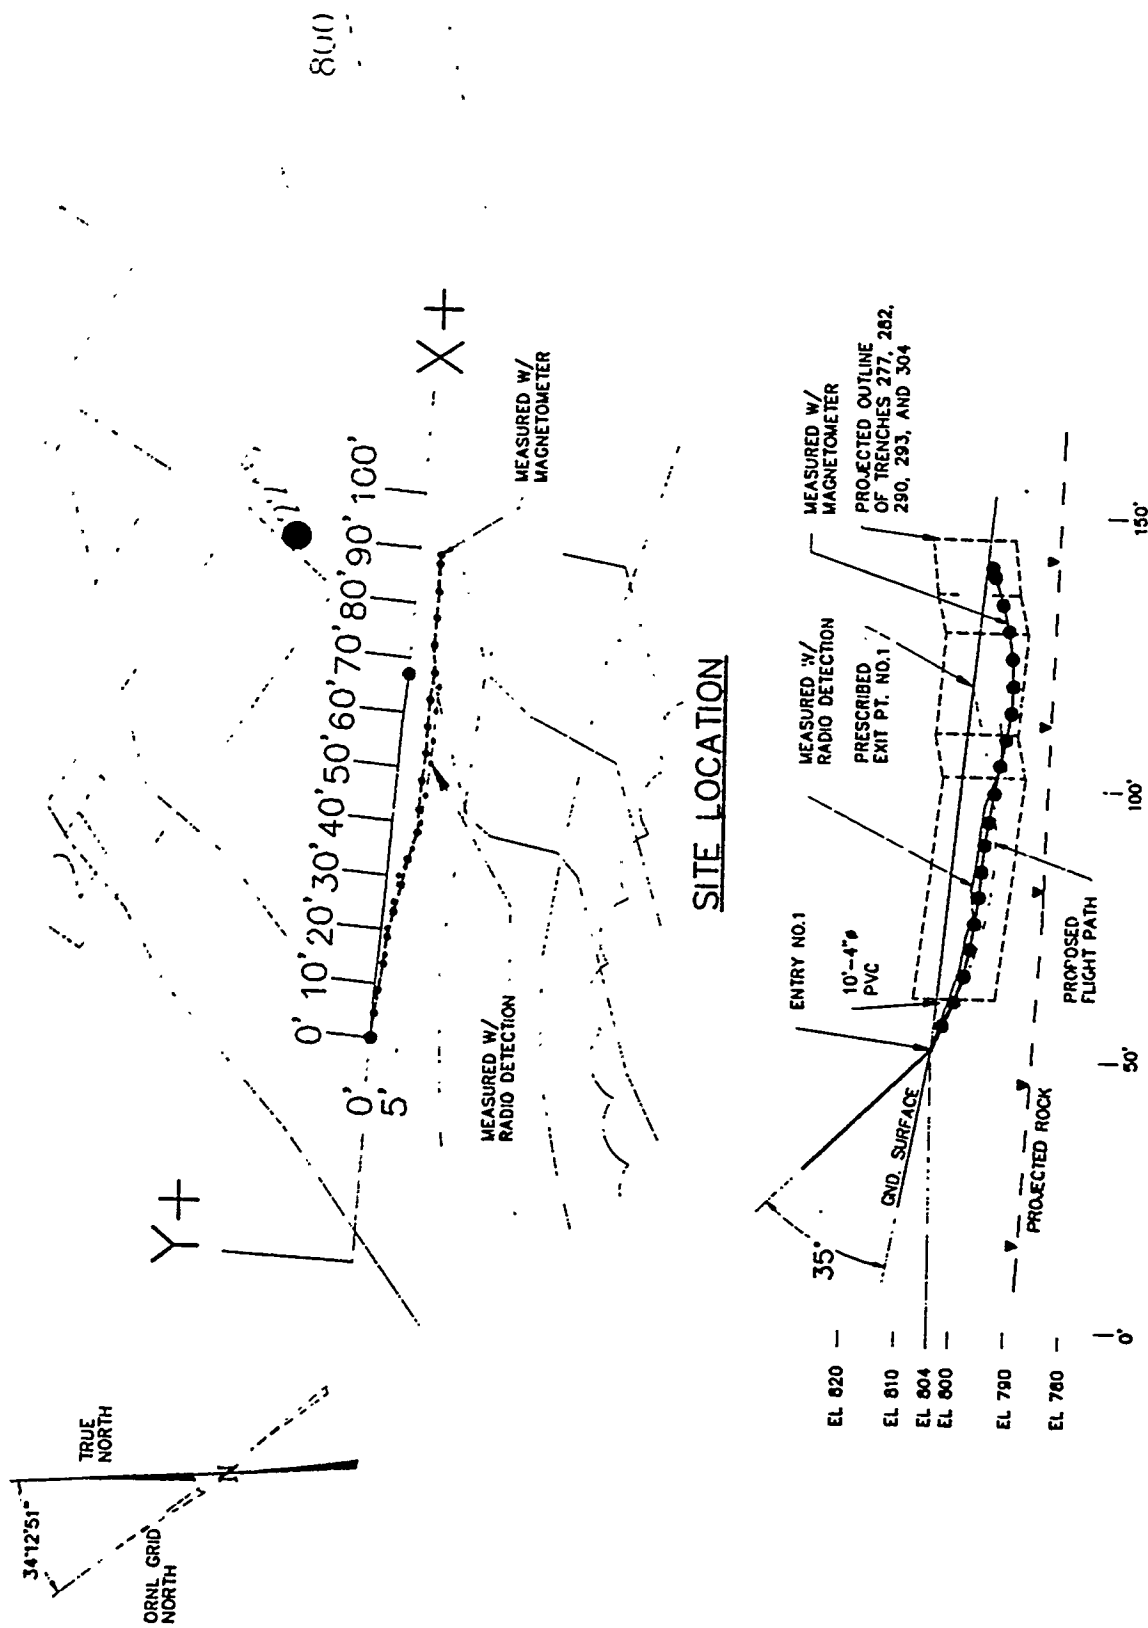 34°12'51"
TRUE
NORTH
ORNL GRID
NORTH
N
Y+
800
0' 10' 20' 30' 40' 50' 60' 70' 80' 90' 100'
0'
5'
X+
MEASURED W/
RADIO DETECTION
MEASURED W/
MAGNETOMETER
SITE LOCATION
EL 820
EL 810
EL 804
EL 800
EL 790
EL 780
35°
GND. SURFACE
ENTRY NO.1
10'-4"ø
PVC
MEASURED W/
RADIO DETECTION
PRESCRIBED
EXIT PT. NO.1
MEASURED W/
MAGNETOMETER
PROJECTED OUTLINE
OF TRENCHES 277, 282,
290, 293, AND 304
PROJECTED ROCK
PROPOSED
FLIGHT PATH
0'
50'
100'
150'